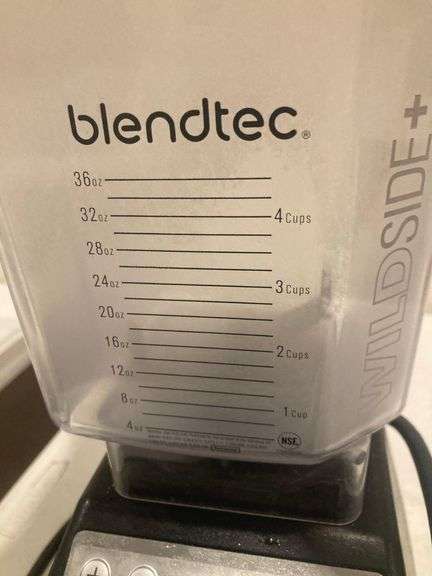 blendtec®
WILDSIDE+
36oz
32oz 4 Cups
28oz
24oz 3 Cups
20oz
16oz 2 Cups
12oz
8oz 1 Cup
4oz
NSF.